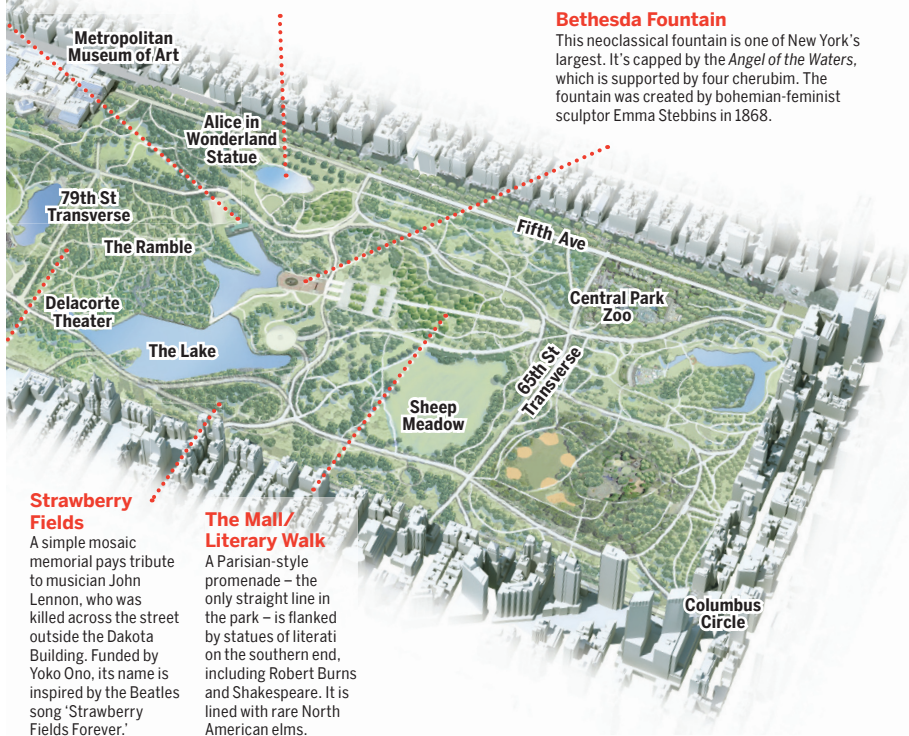 Bethesda Fountain
This neoclassical fountain is one of New York's
largest. It's capped by the Angel of the Waters,
which is supported by four cherubim. The
fountain was created by bohemian-feminist
sculptor Emma Stebbins in 1868.
Metropolitan
Museum of Art
Alice in
Wonderland
Statue
79th St
Transverse
The Ramble
Fifth Ave
Delacorte
Theater
Central Park
Zoo
The Lake
65th St
Transverse
Sheep
Meadow
Columbus
Circle
Strawberry
Fields
A simple mosaic
memorial pays tribute
to musician John
Lennon, who was
killed across the street
outside the Dakota
Building. Funded by
Yoko Ono, its name is
inspired by the Beatles
song ‘Strawberry
Fields Forever.’
The Mall/
Literary Walk
A Parisian-style
promenade – the
only straight line in
the park – is flanked
by statues of literati
on the southern end,
including Robert Burns
and Shakespeare. It is
lined with rare North
American elms.